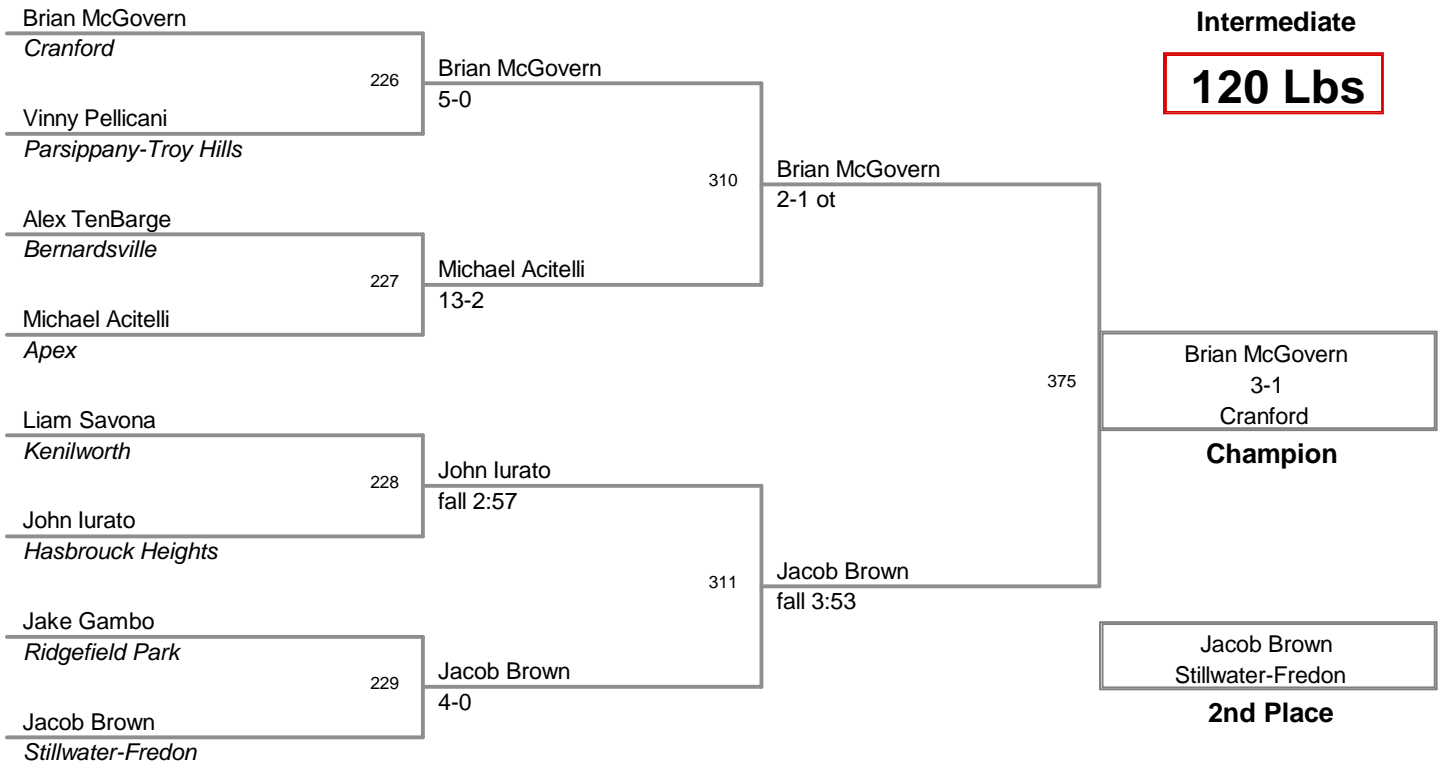 Brian McGovern
Cranford
226
Vinny Pellicani
Parsippany-Troy Hills
Alex TenBarge
Bernardsville
227
Michael Acitelli
Apex
Liam Savona
Kenilworth
228
John Iurato
Hasbrouck Heights
Jake Gambo
Ridgefield Park
229
Jacob Brown
Stillwater-Fredon
Brian McGovern
5-0
310
Michael Acitelli
13-2
John Iurato
fall 2:57
311
Jacob Brown
4-0
Brian McGovern
2-1 ot
375
Jacob Brown
fall 3:53
Intermediate
120 Lbs
Brian McGovern
3-1
Cranford
Champion
Jacob Brown
Stillwater-Fredon
2nd Place